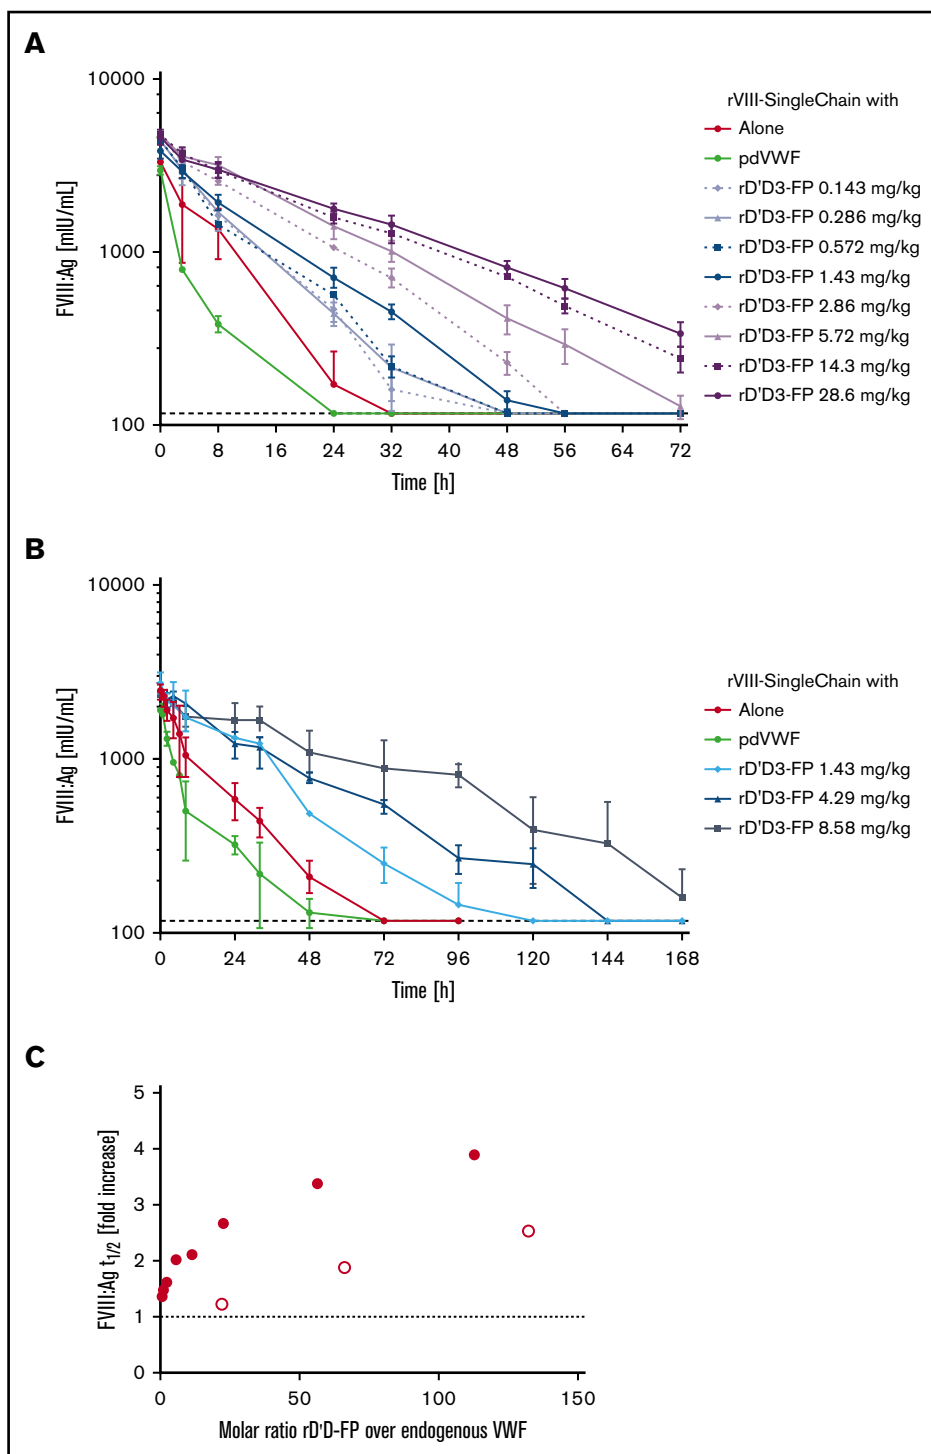 A
10000
1000
100
FVIII:Ag [mIU/mL]
0 8 16 24 32 40 48 56 64 72
Time [h]
rVIII-SingleChain with
Alone
pdVWF
rD'D3-FP 0.143 mg/kg
rD'D3-FP 0.286 mg/kg
rD'D3-FP 0.572 mg/kg
rD'D3-FP 1.43 mg/kg
rD'D3-FP 2.86 mg/kg
rD'D3-FP 5.72 mg/kg
rD'D3-FP 14.3 mg/kg
rD'D3-FP 28.6 mg/kg
B
10000
1000
100
FVIII:Ag [mIU/mL]
0 24 48 72 96 120 144 168
Time [h]
rVIII-SingleChain with
Alone
pdVWF
rD'D3-FP 1.43 mg/kg
rD'D3-FP 4.29 mg/kg
rD'D3-FP 8.58 mg/kg
C
5
4
3
2
1
0
FVIII:Ag t1/2 [fold increase]
0 50 100 150
Molar ratio rD'D-FP over endogenous VWF